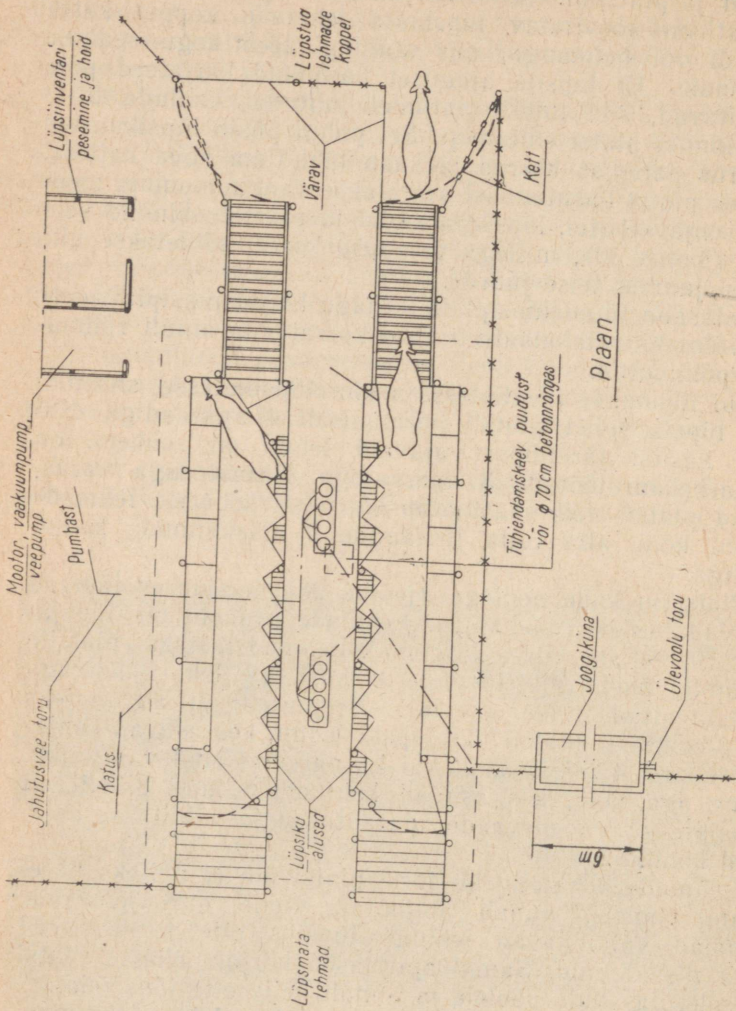 Mootor, vaakuumpump,
veepump
Lüpsiinventari
pesemine ja hoid
Pumbast
Jahutusvee toru
Katus
Lüpstud
lehmade
koppel
Värav
Kett
Lüpsiku
alused
Lüpsmata
lehmad
Tühjendamiskaev puidust
või ϕ 70 cm betoonrõngas
Plaan
Joogiküna
Ülevoolu toru
6m